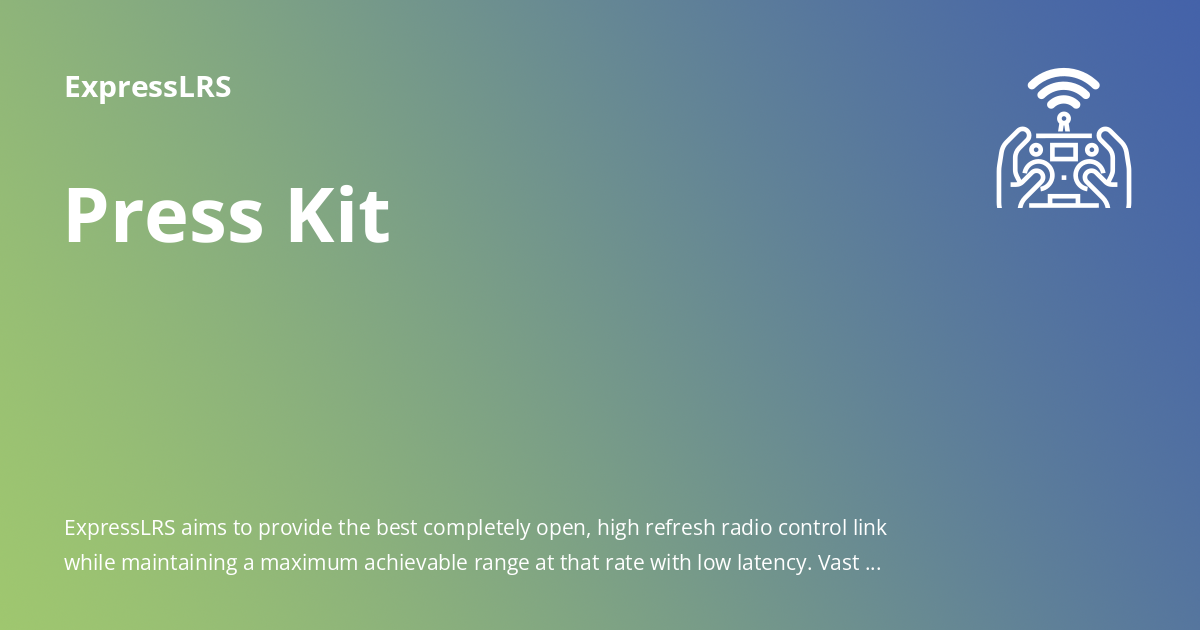 ExpressLRS
Press Kit
ExpressLRS aims to provide the best completely open, high refresh radio control link
while maintaining a maximum achievable range at that rate with low latency. Vast ...